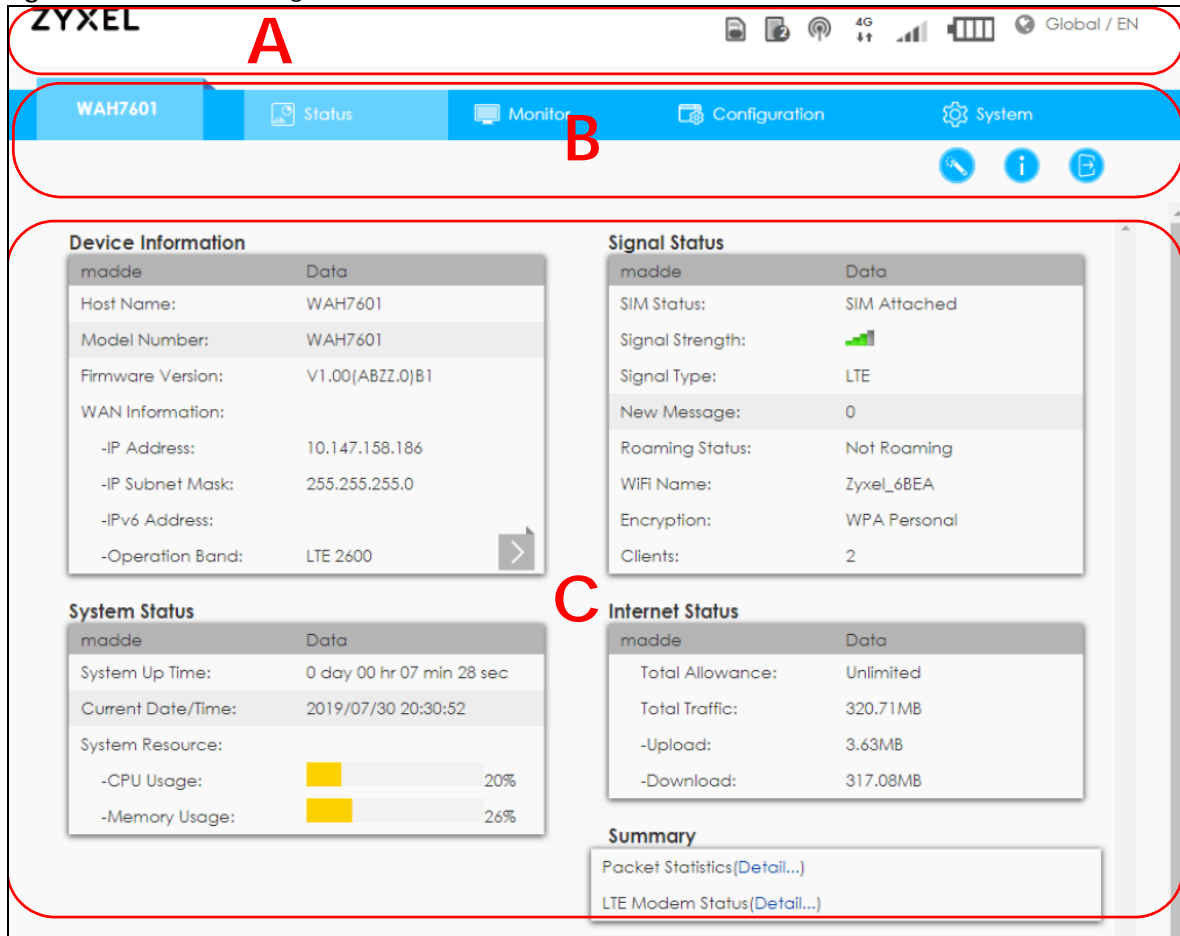 ZYXEL
A
2
4G
Global / EN
WAH7601
Status
Monitor
Configuration
System
B
i
Device Information
madde Data
Host Name: WAH7601
Model Number: WAH7601
Firmware Version: V1.00(ABZZ.0)B1
WAN Information:
-IP Address: 10.147.158.186
-IP Subnet Mask: 255.255.255.0
-IPv6 Address:
-Operation Band: LTE 2600
Signal Status
madde Data
SIM Status: SIM Attached
Signal Strength:
Signal Type: LTE
New Message: 0
Roaming Status: Not Roaming
WiFi Name: Zyxel_6BEA
Encryption: WPA Personal
Clients: 2
C
System Status
madde Data
System Up Time: 0 day 00 hr 07 min 28 sec
Current Date/Time: 2019/07/30 20:30:52
System Resource:
-CPU Usage: 20%
-Memory Usage: 26%
Internet Status
madde Data
Total Allowance: Unlimited
Total Traffic: 320.71MB
-Upload: 3.63MB
-Download: 317.08MB
Summary
Packet Statistics(Detail...)
LTE Modem Status(Detail...)